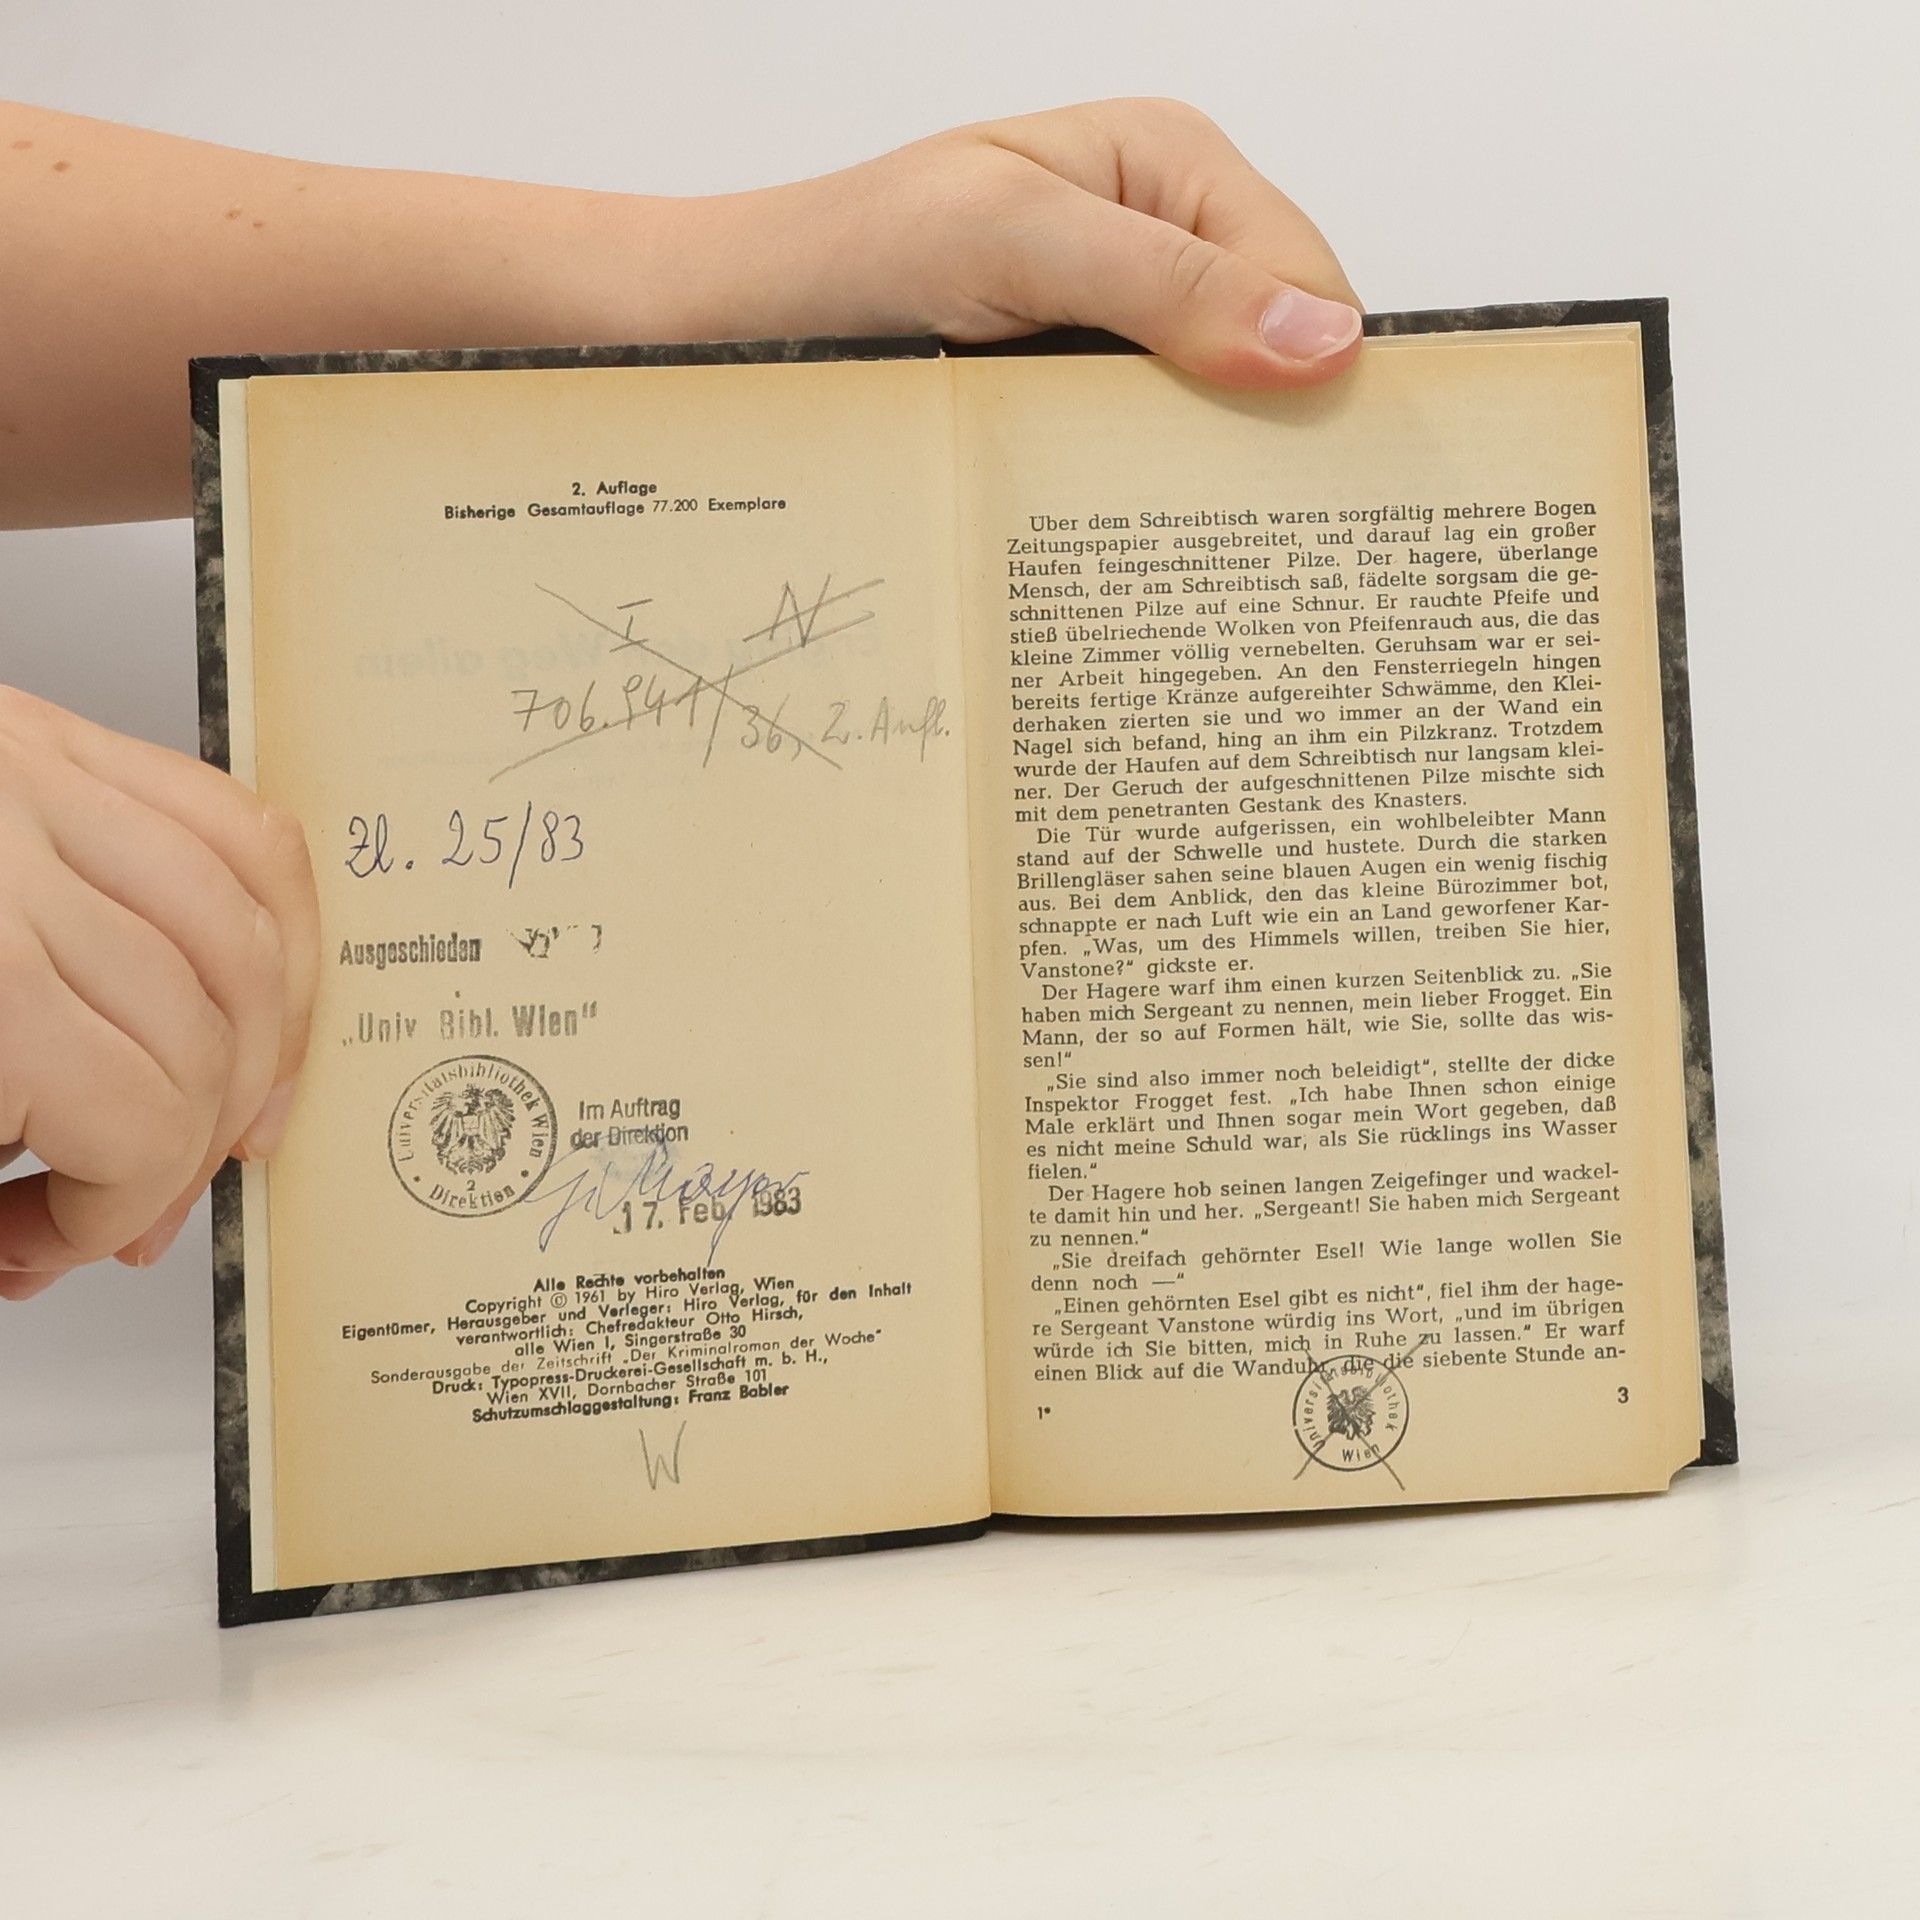 2. Auflage
Bisherige Gesamtauflage 77.200 Exemplare
I N
706.941/36, 2. Aufl.
Zl. 25/83
Ausgeschieden
„Univ Bibl. Wien“
Universitätsbibliothek Wien
2
Direktion
Im Auftrag
der Direktion
17. Feb. 1983
Alle Rechte vorbehalten
Copyright © 1961 by Hiro Verlag, Wien
Eigentümer, Herausgeber und Verleger: Hiro Verlag, für den Inhalt
verantwortlich: Chefredakteur Otto Hirsch,
alle Wien I, Singerstraße 30
Sonderausgabe der Zeitschrift „Der Kriminalroman der Woche“
Druck: Typopress-Druckerei-Gesellschaft m. b. H.,
Wien XVII, Dornbacher Straße 101
Schutzumschlaggestaltung: Franz Babler
W
Über dem Schreibtisch waren sorgfältig mehrere Bogen
Zeitungspapier ausgebreitet, und darauf lag ein großer
Haufen feingeschnittener Pilze. Der hagere, überlange
Mensch, der am Schreibtisch saß, fädelte sorgsam die ge-
schnittenen Pilze auf eine Schnur. Er rauchte Pfeife und
stieß übelriechende Wolken von Pfeifenrauch aus, die das
kleine Zimmer völlig vernebelten. Geruhsam war er sei-
ner Arbeit hingegeben. An den Fensterriegeln hingen
bereits fertige Kränze aufgereihter Schwämme, den Klei-
derhaken zierten sie und wo immer an der Wand ein
Nagel sich befand, hing an ihm ein Pilzkranz. Trotzdem
wurde der Haufen auf dem Schreibtisch nur langsam klei-
ner. Der Geruch der aufgeschnittenen Pilze mischte sich
mit dem penetranten Gestank des Knasters.
Die Tür wurde aufgerissen, ein wohlbeleibter Mann
stand auf der Schwelle und hustete. Durch die starken
Brillengläser sahen seine blauen Augen ein wenig fischig
aus. Bei dem Anblick, den das kleine Bürozimmer bot,
schnappte er nach Luft wie ein an Land geworfener Kar-
pfen. „Was, um des Himmels willen, treiben Sie hier,
Vanstone?“ gickste er.
Der Hagere warf ihm einen kurzen Seitenblick zu. „Sie
haben mich Sergeant zu nennen, mein lieber Frogget. Ein
Mann, der so auf Formen hält, wie Sie, sollte das wis-
sen!“
„Sie sind also immer noch beleidigt“, stellte der dicke
Inspektor Frogget fest. „Ich habe Ihnen schon einige
Male erklärt und Ihnen sogar mein Wort gegeben, daß
es nicht meine Schuld war, als Sie rücklings ins Wasser
fielen.“
Der Hagere hob seinen langen Zeigefinger und wackel-
te damit hin und her. „Sergeant! Sie haben mich Sergeant
zu nennen.“
„Sie dreifach gehörnter Esel! Wie lange wollen Sie
denn noch —“
„Einen gehörnten Esel gibt es nicht“, fiel ihm der hage-
re Sergeant Vanstone würdig ins Wort, „und im übrigen
würde ich Sie bitten, mich in Ruhe zu lassen.“ Er warf
einen Blick auf die Wanduhr, die die siebente Stunde an-
1*
3
Universitätsbibliothek
Wien